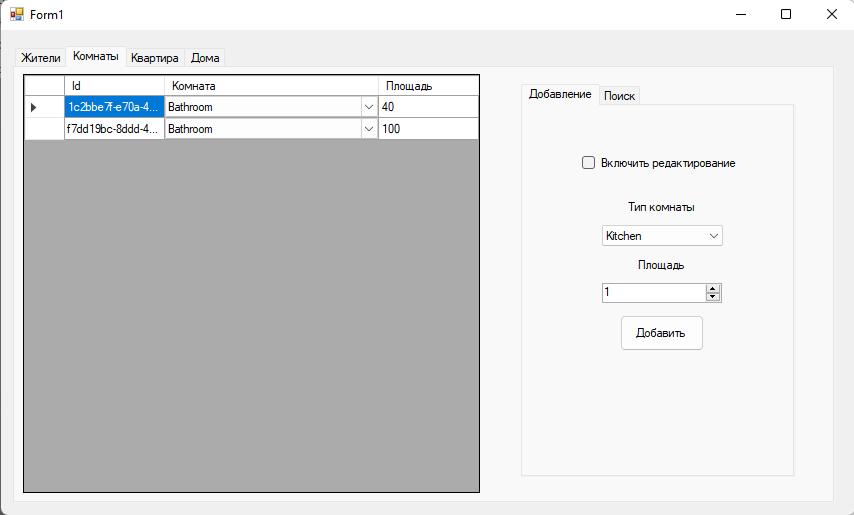 Form1
Жители Комнаты Квартира Дома
Id Комната Площадь
1c2bbe7f-e70a-4... Bathroom 40
f7dd19bc-8ddd-4... Bathroom 100
Добавление Поиск
Включить редактирование
Тип комнаты
Kitchen
Площадь
1
Добавить